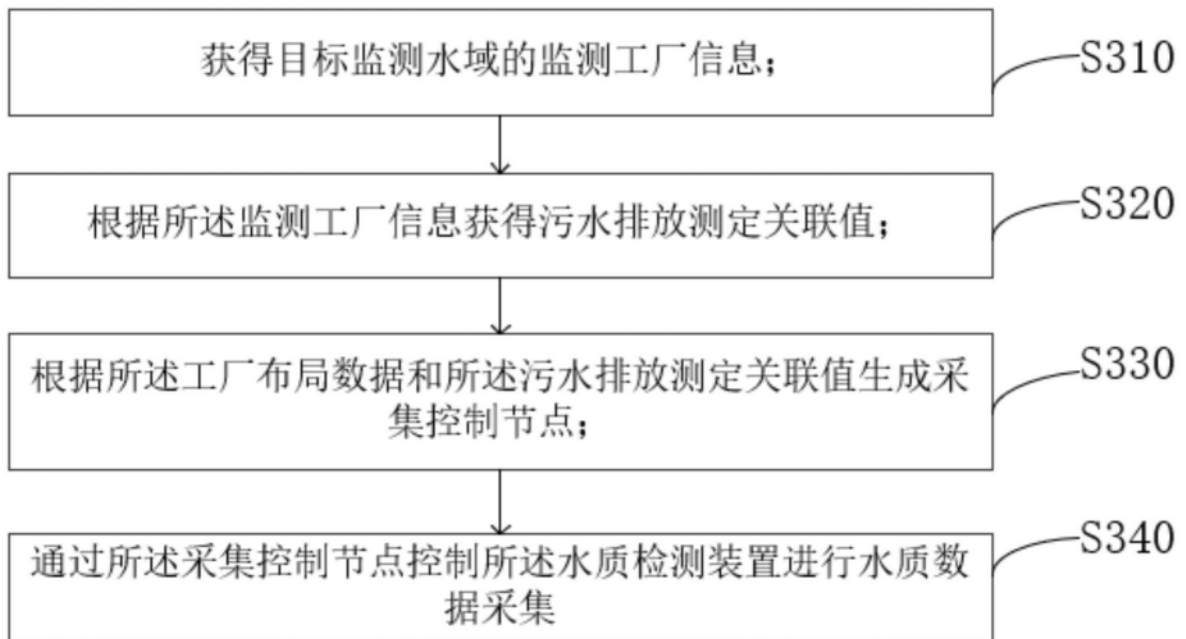 获得目标监测水域的监测工厂信息；
S310
根据所述监测工厂信息获得污水排放测定关联值；
S320
根据所述工厂布局数据和所述污水排放测定关联值生成采
集控制节点；
S330
通过所述采集控制节点控制所述水质检测装置进行水质数
据采集
S340